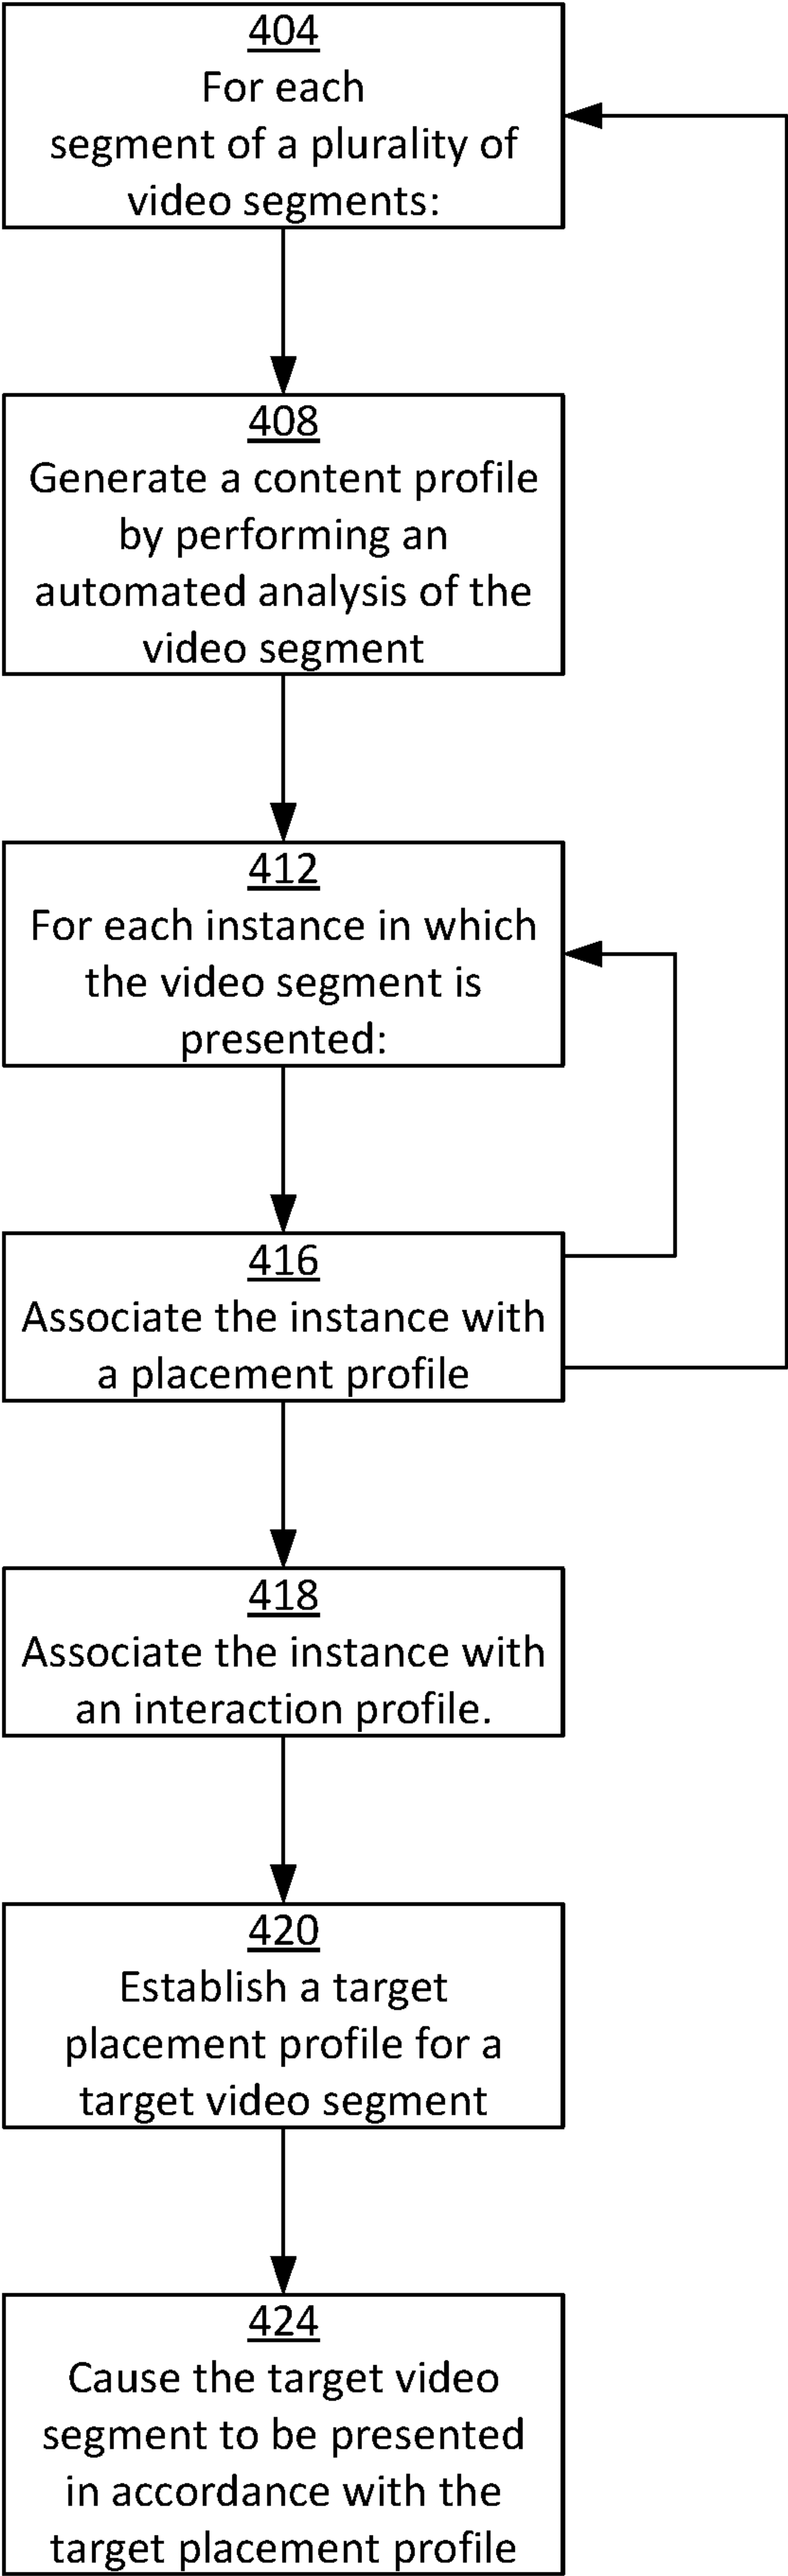 404
For each
segment of a plurality of
video segments:
408
Generate a content profile
by performing an
automated analysis of the
video segment
412
For each instance in which
the video segment is
presented:
416
Associate the instance with
a placement profile
418
Associate the instance with
an interaction profile.
420
Establish a target
placement profile for a
target video segment
424
Cause the target video
segment to be presented
in accordance with the
target placement profile